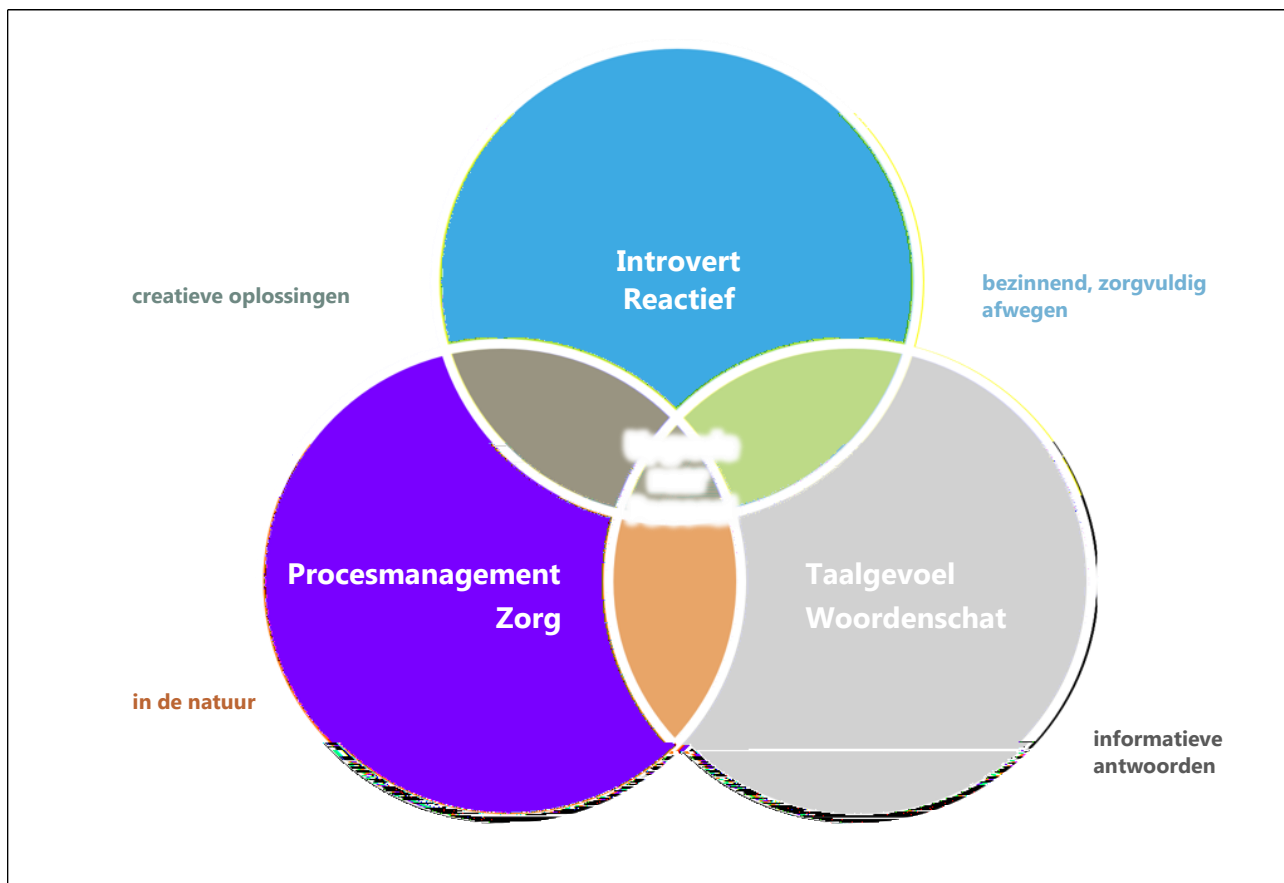 Introvert
Reactief
creatieve oplossingen
bezinnend, zorgvuldig
afwegen
Procesmanagement
Zorg
Taalgevoel
Woordenschat
in de natuur
informatieve
antwoorden